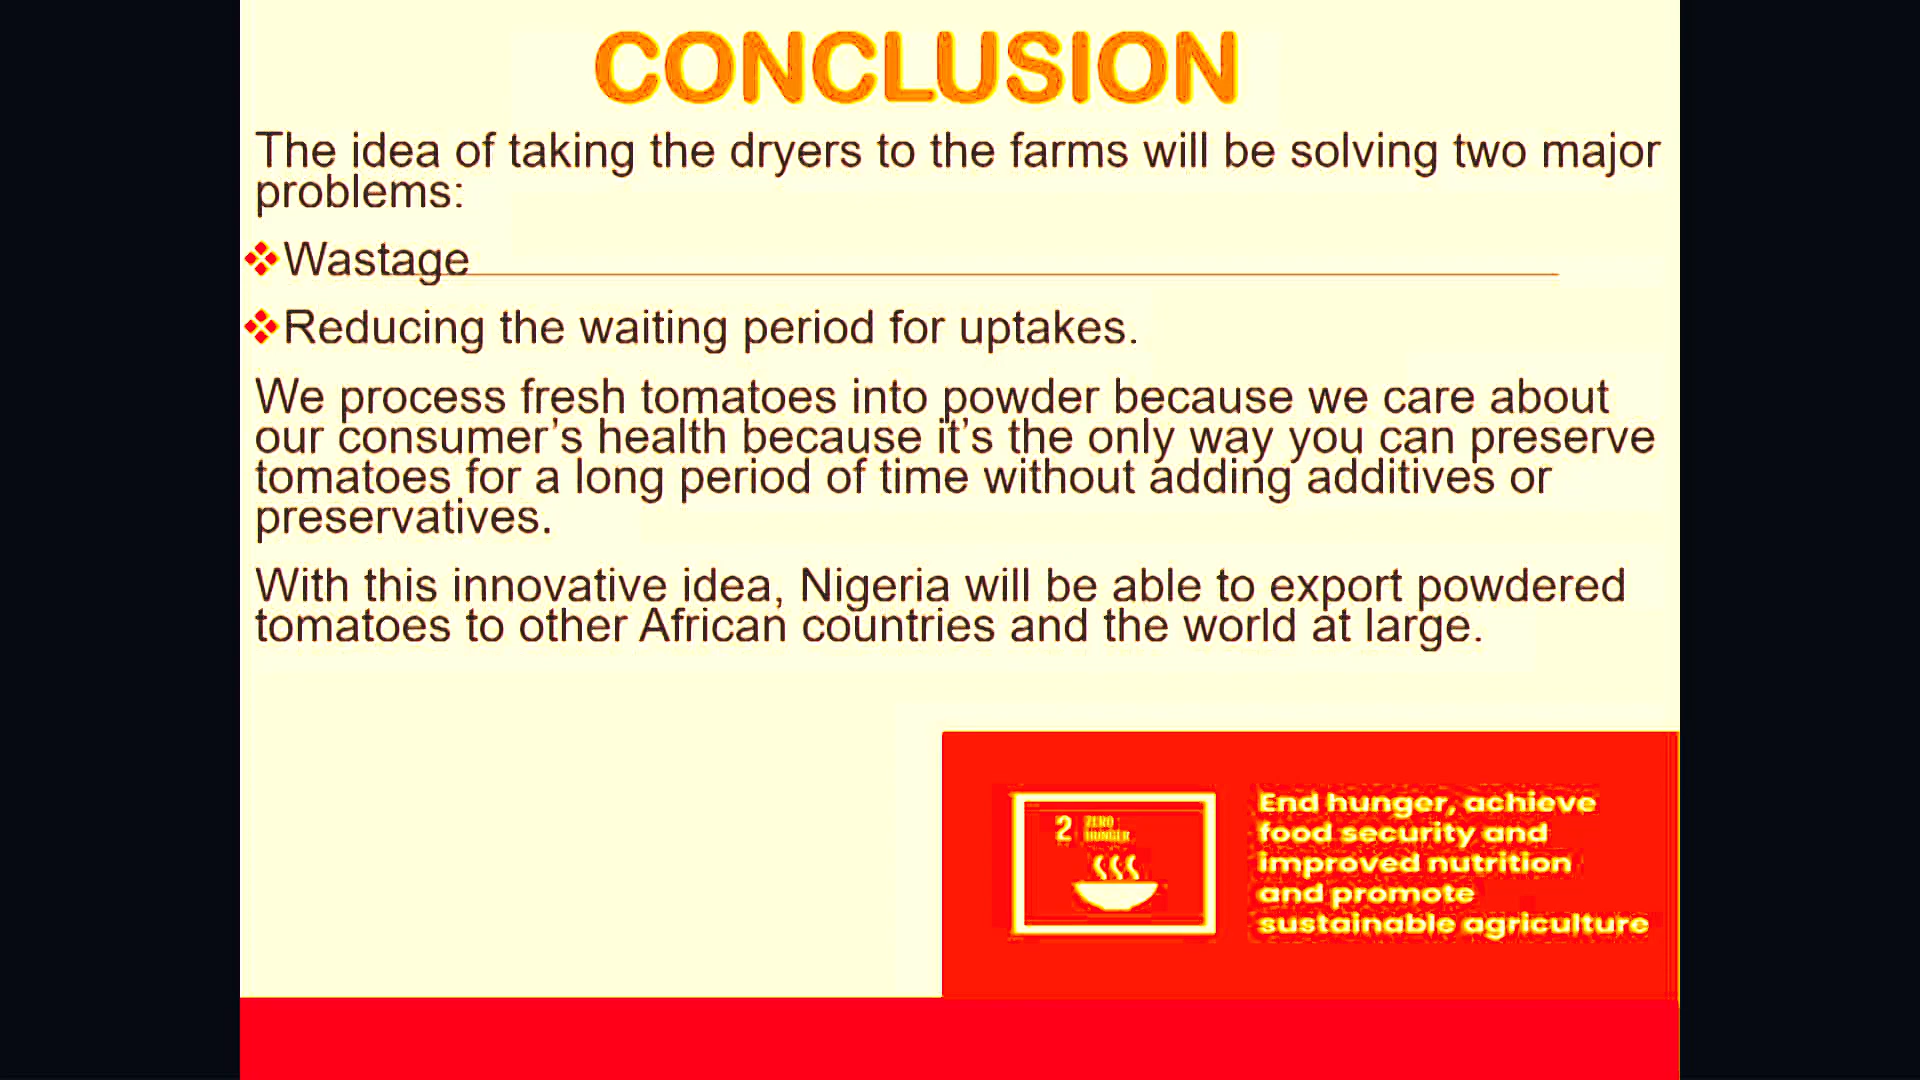 CONCLUSION
The idea of taking the dryers to the farms will be solving two major
problems:
❖Wastage
❖Reducing the waiting period for uptakes.
We process fresh tomatoes into powder because we care about
our consumer’s health because it’s the only way you can preserve
tomatoes for a long period of time without adding additives or
preservatives.
With this innovative idea, Nigeria will be able to export powdered
tomatoes to other African countries and the world at large.
2 ZERO
HUNGER
End hunger, achieve
food security and
improved nutrition
and promote
sustainable agriculture